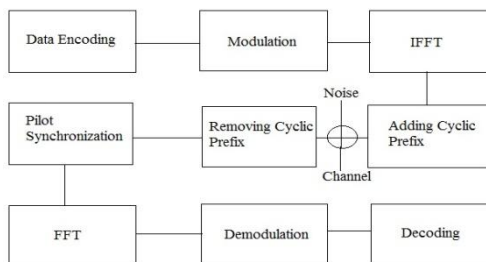 Data Encoding
Modulation
IFFT
Noise
Pilot
Synchronization
Removing Cyclic
Prefix
Adding Cyclic
Prefix
Channel
FFT
Demodulation
Decoding